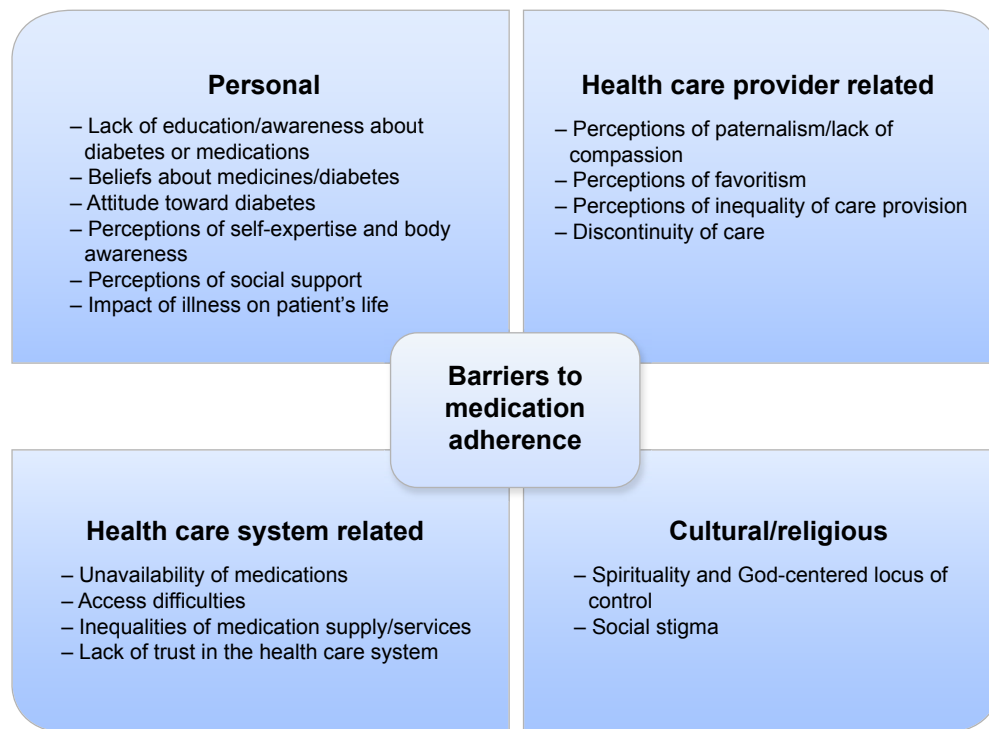 Personal
– Lack of education/awareness about
diabetes or medications
– Beliefs about medicines/diabetes
– Attitude toward diabetes
– Perceptions of self-expertise and body
awareness
– Perceptions of social support
– Impact of illness on patient’s life
Health care provider related
– Perceptions of paternalism/lack of
compassion
– Perceptions of favoritism
– Perceptions of inequality of care provision
– Discontinuity of care
Barriers to
medication
adherence
Health care system related
– Unavailability of medications
– Access difficulties
– Inequalities of medication supply/services
– Lack of trust in the health care system
Cultural/religious
– Spirituality and God-centered locus of
control
– Social stigma